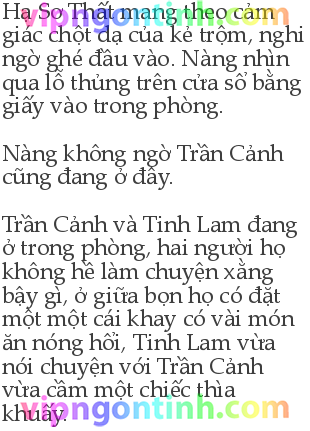 vipngontinh.com
Hạ Sơ Thất mang theo cảm
giác chột dạ của kẻ trộm, nghi
ngờ ghé đầu vào. Nàng nhìn
qua lỗ thủng trên cửa sổ bằng
giấy vào trong phòng.
Nàng không ngờ Trần Cảnh
cũng đang ở đây.
Trần Cảnh và Tinh Lam đang
ở trong phòng, hai người họ
không hề làm chuyện xằng
bậy gì, ở giữa bọn họ có đặt
một một cái khay có vài món
ăn nóng hổi, Tinh Lam vừa
nói chuyện với Trần Cảnh
vừa cầm một chiếc thìa
khuấy.
vipngontinh.com